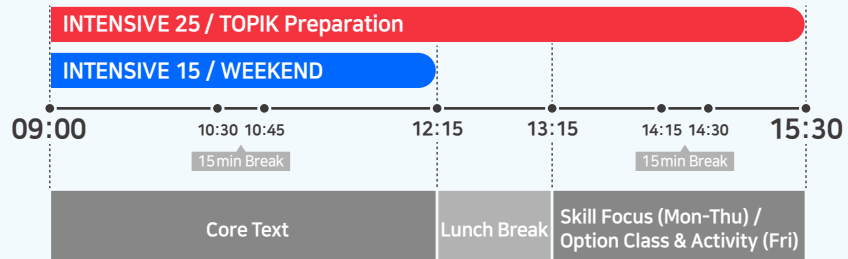 INTENSIVE 25 / TOPIK Preparation
INTENSIVE 15 / WEEKEND
09:00 10:30 10:45 12:15 13:15 14:15 14:30 15:30
15min Break 15min Break
Core Text
Lunch Break
Skill Focus (Mon-Thu) /
Option Class & Activity (Fri)